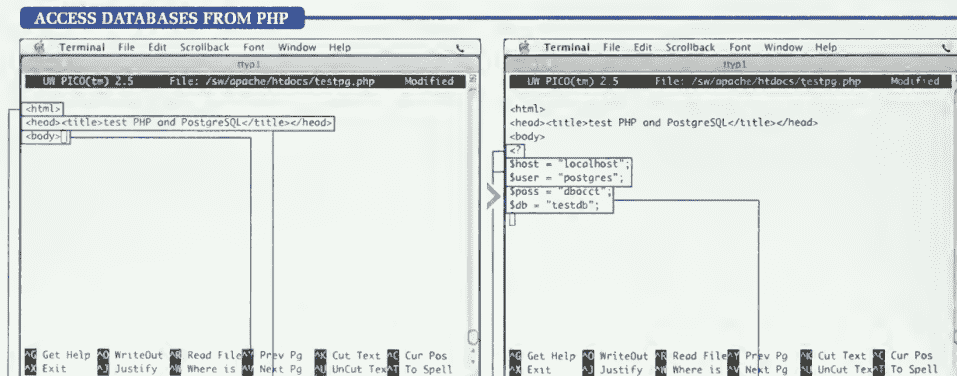 ACCESS DATABASES FROM PHP
Terminal File Edit Scrollback Font Window Help
ttyp1
UW PICO(tm) 2.5 File: /sw/apache/htdocs/testpg.php Modified
<html>
<head><title>test PHP and PostgreSQL</title></head>
<body>
^G Get Help ^O WriteOut ^R Read File ^Y Prev Pg ^K Cut Text ^C Cur Pos
^X Exit ^J Justify ^W Where is ^V Next Pg ^U UnCut Text ^T To Spell
Terminal File Edit Scrollback Font Window Help
ttyp1
UW PICO(tm) 2.5 File: /sw/apache/htdocs/testpg.php Modified
<html>
<head><title>test PHP and PostgreSQL</title></head>
<body>
<?
$host = "localhost";
$user = "postgres";
$pass = "dbacct";
$db = "testdb";
^G Get Help ^O WriteOut ^R Read File ^Y Prev Pg ^K Cut Text ^C Cur Pos
^X Exit ^J Justify ^W Where is ^V Next Pg ^U UnCut Text ^T To Spell